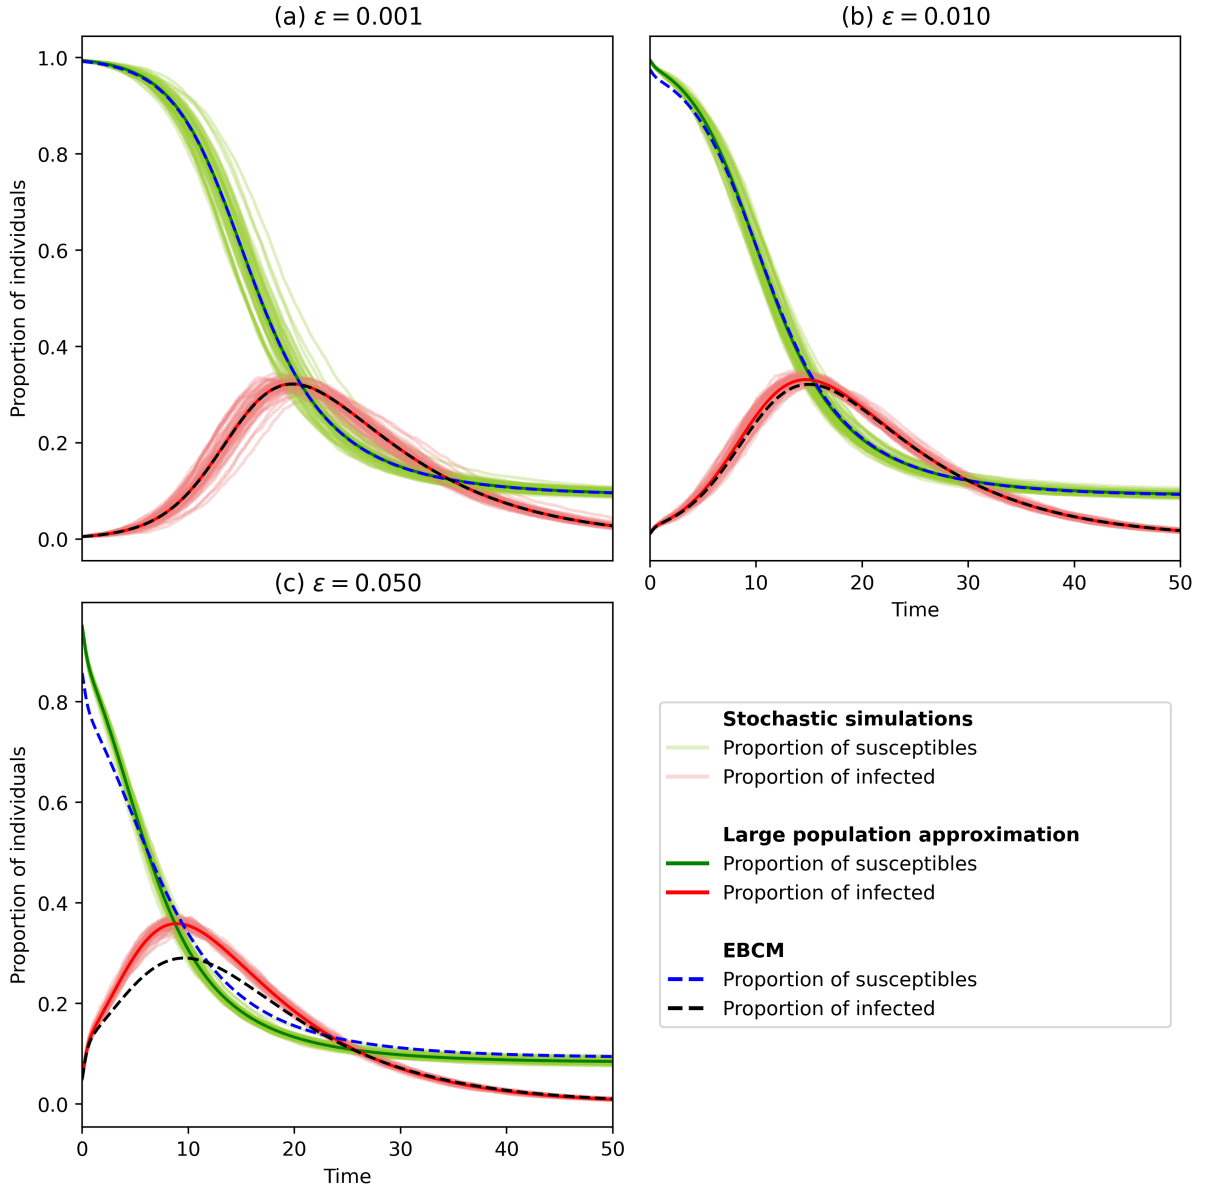 (a) ε = 0.001
(b) ε = 0.010
Proportion of individuals
1.0
0.8
0.6
0.4
0.2
0.0
0 10 20 30 40 50
Time
(c) ε = 0.050
Proportion of individuals
0.8
0.6
0.4
0.2
0.0
0 10 20 30 40 50
Time
Stochastic simulations
Proportion of susceptibles
Proportion of infected
Large population approximation
Proportion of susceptibles
Proportion of infected
EBCM
Proportion of susceptibles
Proportion of infected